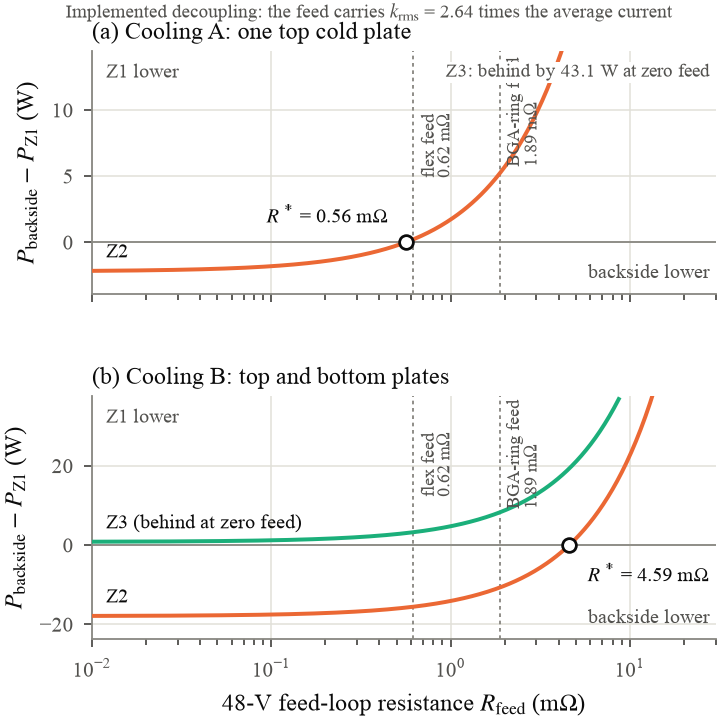 Implemented decoupling: the feed carries k_rms = 2.64 times the average current
(a) Cooling A: one top cold plate
Z1 lower
Z3: behind by 43.1 W at zero feed
10
5
0
P_backside − P_Z1 (W)
flex feed
0.62 mΩ
BGA-ring
1.89 mΩ
R* = 0.56 mΩ
Z2
backside lower
(b) Cooling B: top and bottom plates
Z1 lower
20
0
−20
P_backside − P_Z1 (W)
flex feed
0.62 mΩ
BGA-ring feed
1.89 mΩ
Z3 (behind at zero feed)
Z2
R* = 4.59 mΩ
backside lower
10⁻² 10⁻¹ 10⁰ 10¹
48-V feed-loop resistance R_feed (mΩ)